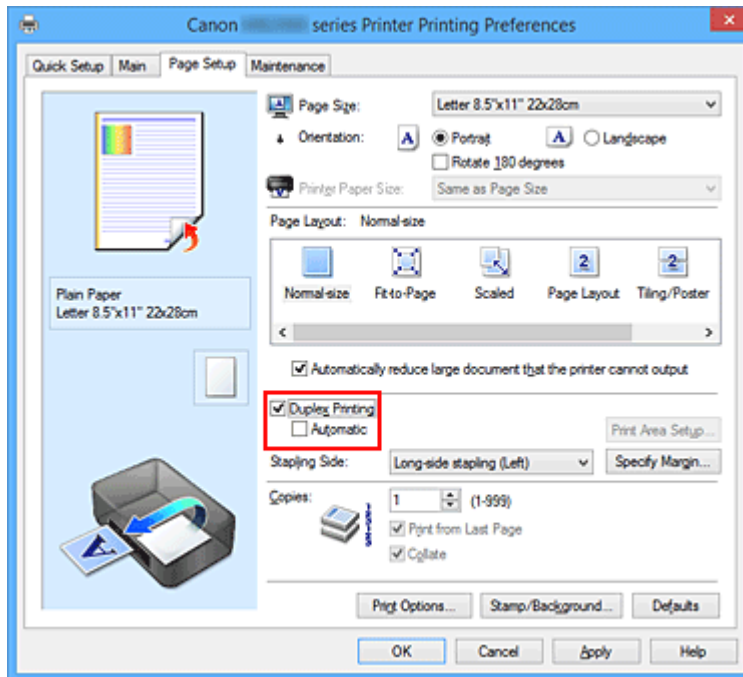 Canon series Printer Printing Preferences
Quick Setup Main Page Setup Maintenance
Page Size: Letter 8.5"x11" 22x28cm
Orientation: A Portrait A Landscape
Rotate 180 degrees
Printer Paper Size: Same as Page Size
Page Layout: Normal-size
2 2
Normal-size Fit-to-Page Scaled Page Layout Tiling/Poster
Plain Paper
Letter 8.5"x11" 22x28cm
Automatically reduce large document that the printer cannot output
Duplex Printing
Automatic
Print Area Setup...
Stapling Side: Long-side stapling (Left) Specify Margin...
Copies: 1 (1-999)
Print from Last Page
Collate
A
Print Options... Stamp/Background... Defaults
OK Cancel Apply Help